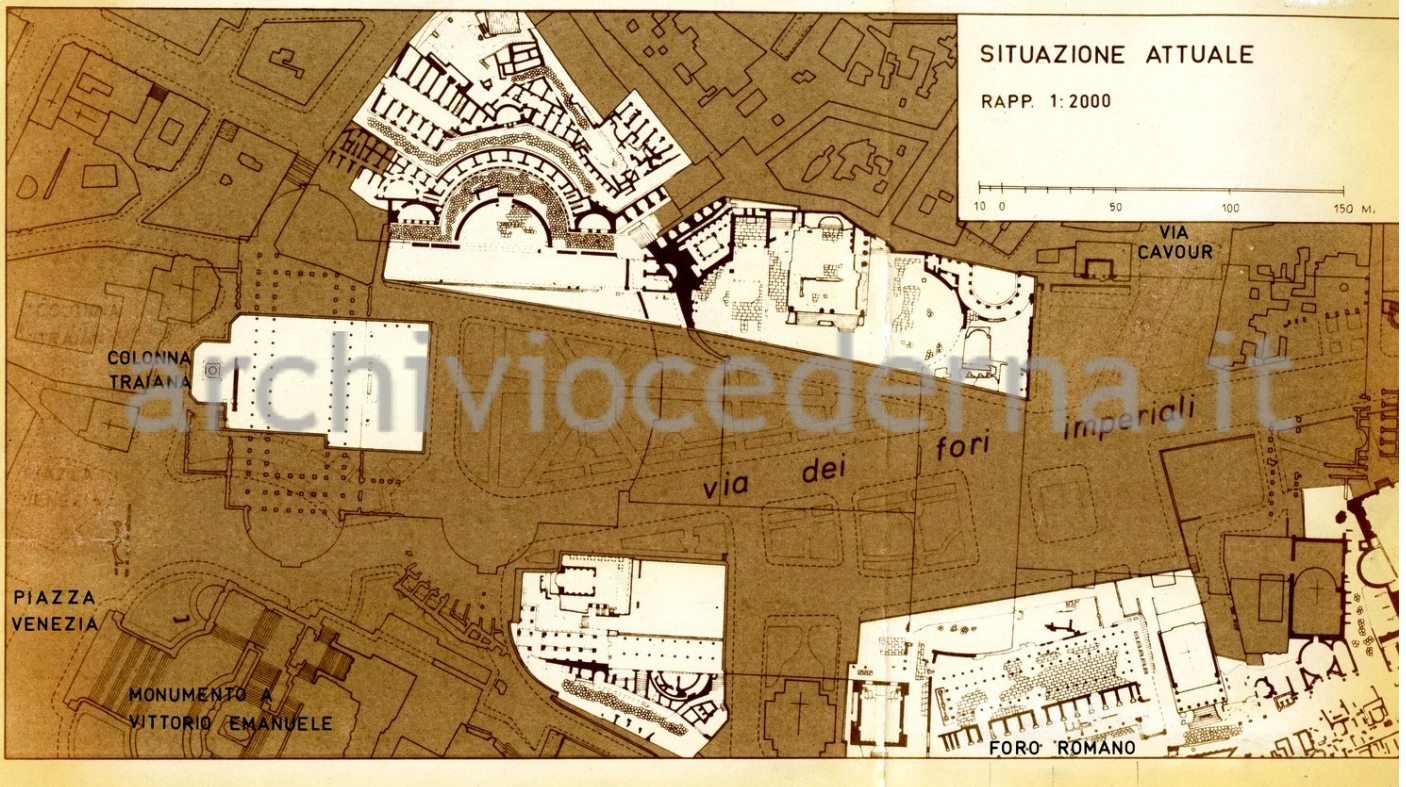 SITUAZIONE ATTUALE
RAPP. 1:2000
10 0 50 100 150 M.
VIA
CAVOUR
COLONNA
TRAIANA
archiviocederna.it
via dei fori imperiali
PIAZZA
VENEZIA
MONUMENTO A
VITTORIO EMANUELE
FORO ROMANO